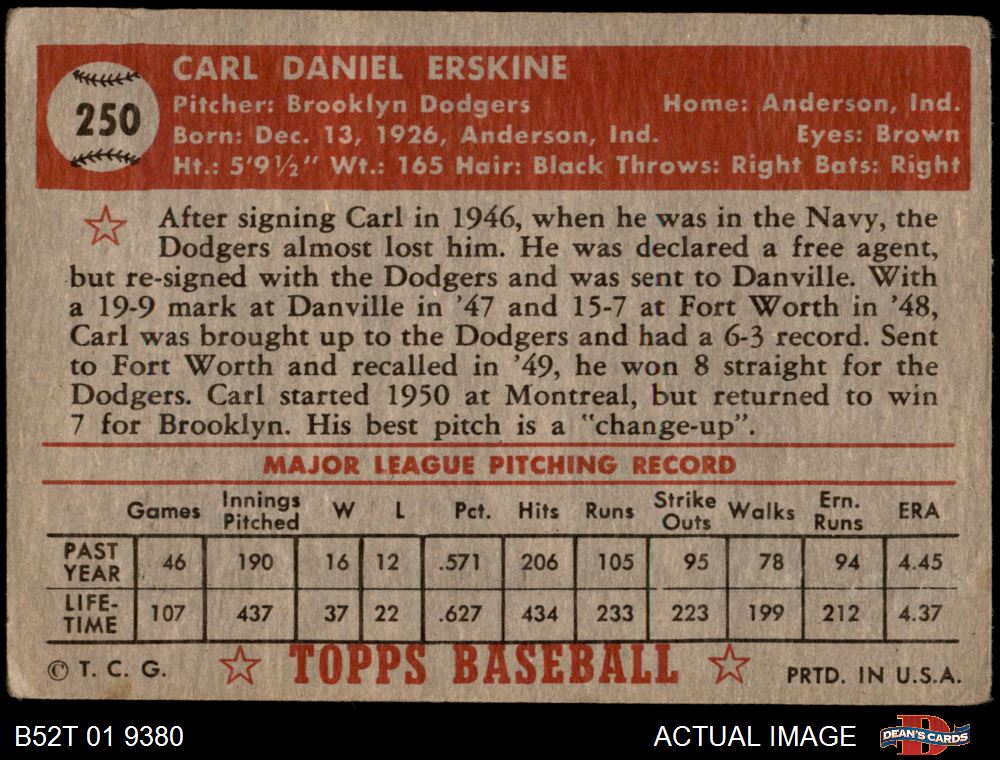 250
CARL DANIEL ERSKINE
Pitcher: Brooklyn Dodgers Home: Anderson, Ind.
Born: Dec. 13, 1926, Anderson, Ind. Eyes: Brown
Ht.: 5'9½" Wt.: 165 Hair: Black Throws: Right Bats: Right
After signing Carl in 1946, when he was in the Navy, the
Dodgers almost lost him. He was declared a free agent,
but re-signed with the Dodgers and was sent to Danville. With
a 19-9 mark at Danville in '47 and 15-7 at Fort Worth in '48,
Carl was brought up to the Dodgers and had a 6-3 record. Sent
to Fort Worth and recalled in '49, he won 8 straight for the
Dodgers. Carl started 1950 at Montreal, but returned to win
7 for Brooklyn. His best pitch is a "change-up".
MAJOR LEAGUE PITCHING RECORD
Games Innings Pitched W L Pct. Hits Runs Strike Outs Walks Ern. Runs ERA
PAST YEAR 46 190 16 12 .571 206 105 95 78 94 4.45
LIFE-TIME 107 437 37 22 .627 434 233 223 199 212 4.37
© T. C. G. TOPPS BASEBALL PRTD. IN U.S.A.
B52T 01 9380 ACTUAL IMAGE DEAN'S CARDS